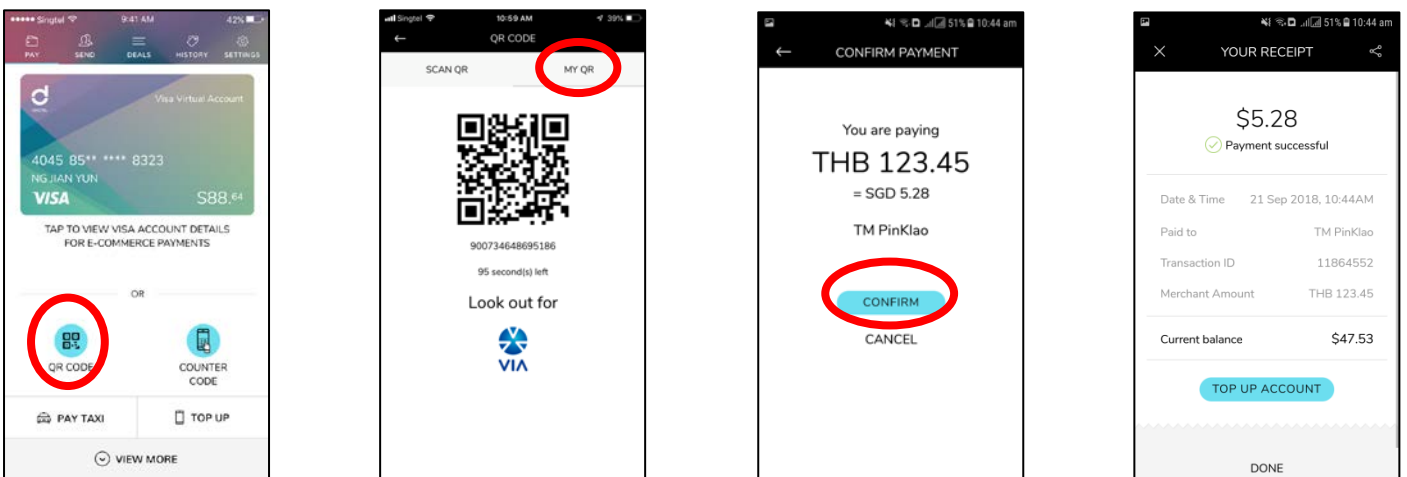 Singtel 9:41 AM 42%
PAY SEND DEALS HISTORY SETTINGS
d
Visa Virtual Account
4045 85** **** 8323
NG JIAN YUN
VISA S88.64
TAP TO VIEW VISA ACCOUNT DETAILS
FOR E-COMMERCE PAYMENTS
OR
QR CODE
COUNTER
CODE
PAY TAXI
TOP UP
VIEW MORE
Singtel 10:59 AM 39%
QR CODE
SCAN QR MY QR
900734648695186
95 second(s) left
Look out for
VIA
51% 10:44 am
CONFIRM PAYMENT
You are paying
THB 123.45
= SGD 5.28
TM PinKlao
CONFIRM
CANCEL
51% 10:44 am
YOUR RECEIPT
$5.28
Payment successful
Date & Time 21 Sep 2018, 10:44AM
Paid to TM PinKlao
Transaction ID 11864552
Merchant Amount THB 123.45
Current balance $47.53
TOP UP ACCOUNT
DONE